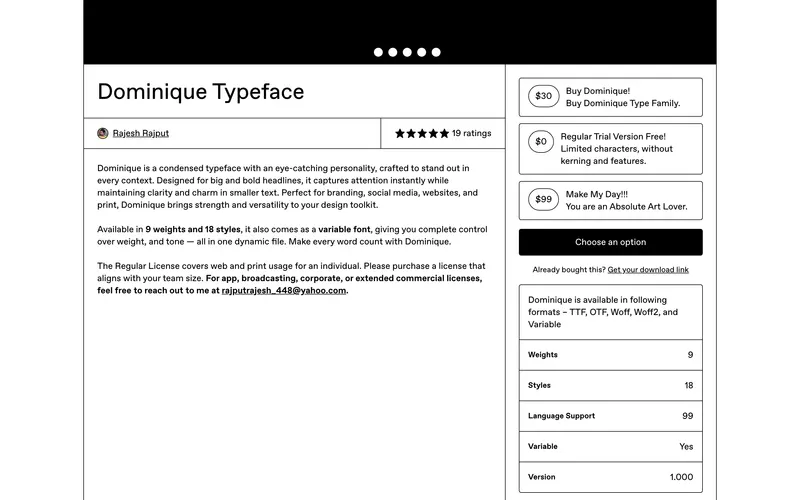 Dominique Typeface
Rajesh Rajput
19 ratings
Dominique is a condensed typeface with an eye-catching personality, crafted to stand out in
every context. Designed for big and bold headlines, it captures attention instantly while
maintaining clarity and charm in smaller text. Perfect for branding, social media, websites, and
print, Dominique brings strength and versatility to your design toolkit.
Available in 9 weights and 18 styles, it also comes as a variable font, giving you complete control
over weight, and tone — all in one dynamic file. Make every word count with Dominique.
The Regular License covers web and print usage for an individual. Please purchase a license that
aligns with your team size. For app, broadcasting, corporate, or extended commercial licenses,
feel free to reach out to me at rajputrajesh_448@yahoo.com.
$30
Buy Dominique!
Buy Dominique Type Family.
$0
Regular Trial Version Free!
Limited characters, without
kerning and features.
$99
Make My Day!!!
You are an Absolute Art Lover.
Choose an option
Already bought this? Get your download link
Dominique is available in following
formats – TTF, OTF, Woff, Woff2, and
Variable
Weights 9
Styles 18
Language Support 99
Variable Yes
Version 1.000